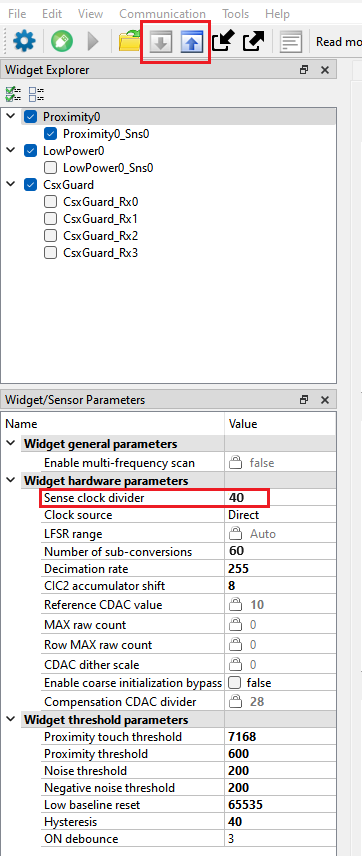 File View Communication Tools Help
Read mo
Widget Explorer
Proximity0
Proximity0_Sns0
LowPower0
LowPower0_Sns0
CsxGuard
CsxGuard_Rx0
CsxGuard_Rx1
CsxGuard_Rx2
CsxGuard_Rx3
Widget/Sensor Parameters
Name Value
Widget general parameters
Enable multi-frequency scan false
Widget hardware parameters
Sense clock divider 40
Clock source Direct
LFSR range Auto
Number of sub-conversions 60
Decimation rate 255
CIC2 accumulator shift 8
Reference CDAC value 10
MAX raw count 0
Row MAX raw count 0
CDAC dither scale 0
Enable coarse initialization bypass false
Compensation CDAC divider 28
Widget threshold parameters
Proximity touch threshold 7168
Proximity threshold 600
Noise threshold 200
Negative noise threshold 200
Low baseline reset 65535
Hysteresis 40
ON debounce 3